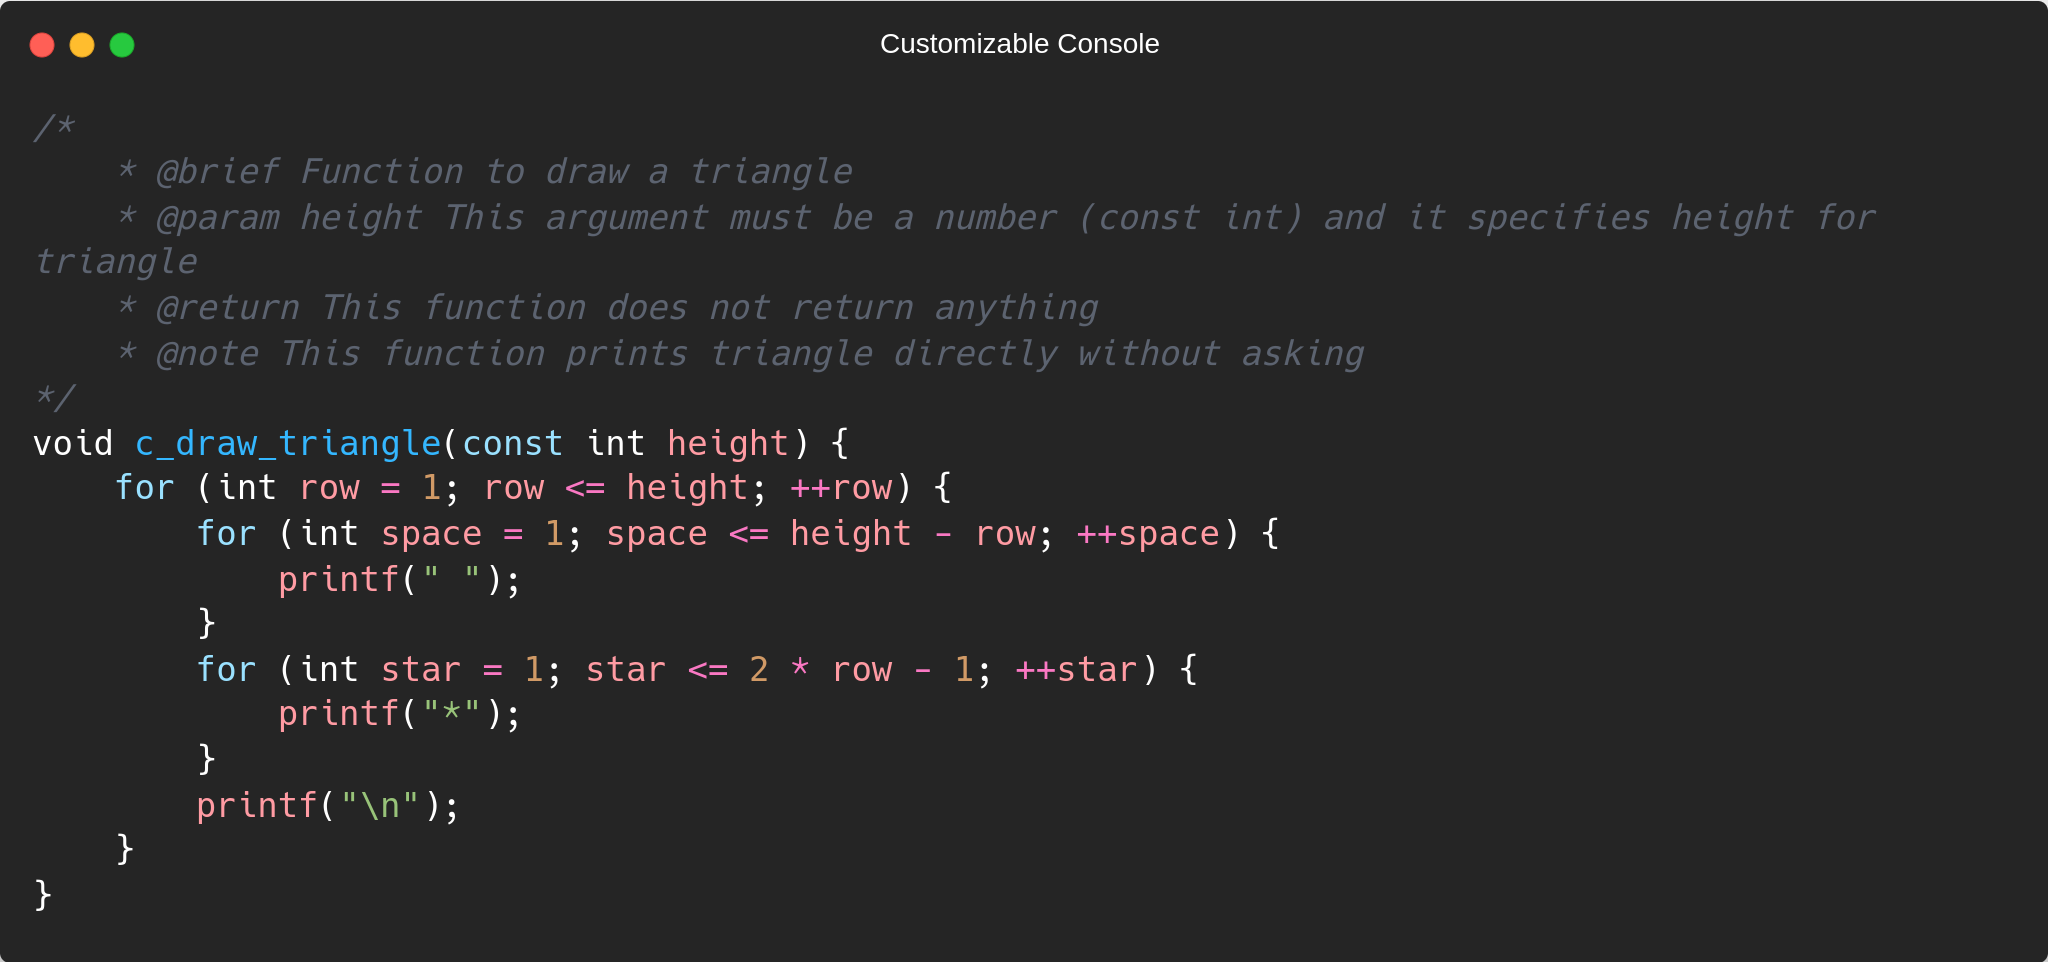 Customizable Console
/*
    * @brief Function to draw a triangle
    * @param height This argument must be a number (const int) and it specifies height for
triangle
    * @return This function does not return anything
    * @note This function prints triangle directly without asking
*/
void c_draw_triangle(const int height) {
    for (int row = 1; row <= height; ++row) {
        for (int space = 1; space <= height - row; ++space) {
            printf(" ");
        }
        for (int star = 1; star <= 2 * row - 1; ++star) {
            printf("*");
        }
        printf("\n");
    }
}